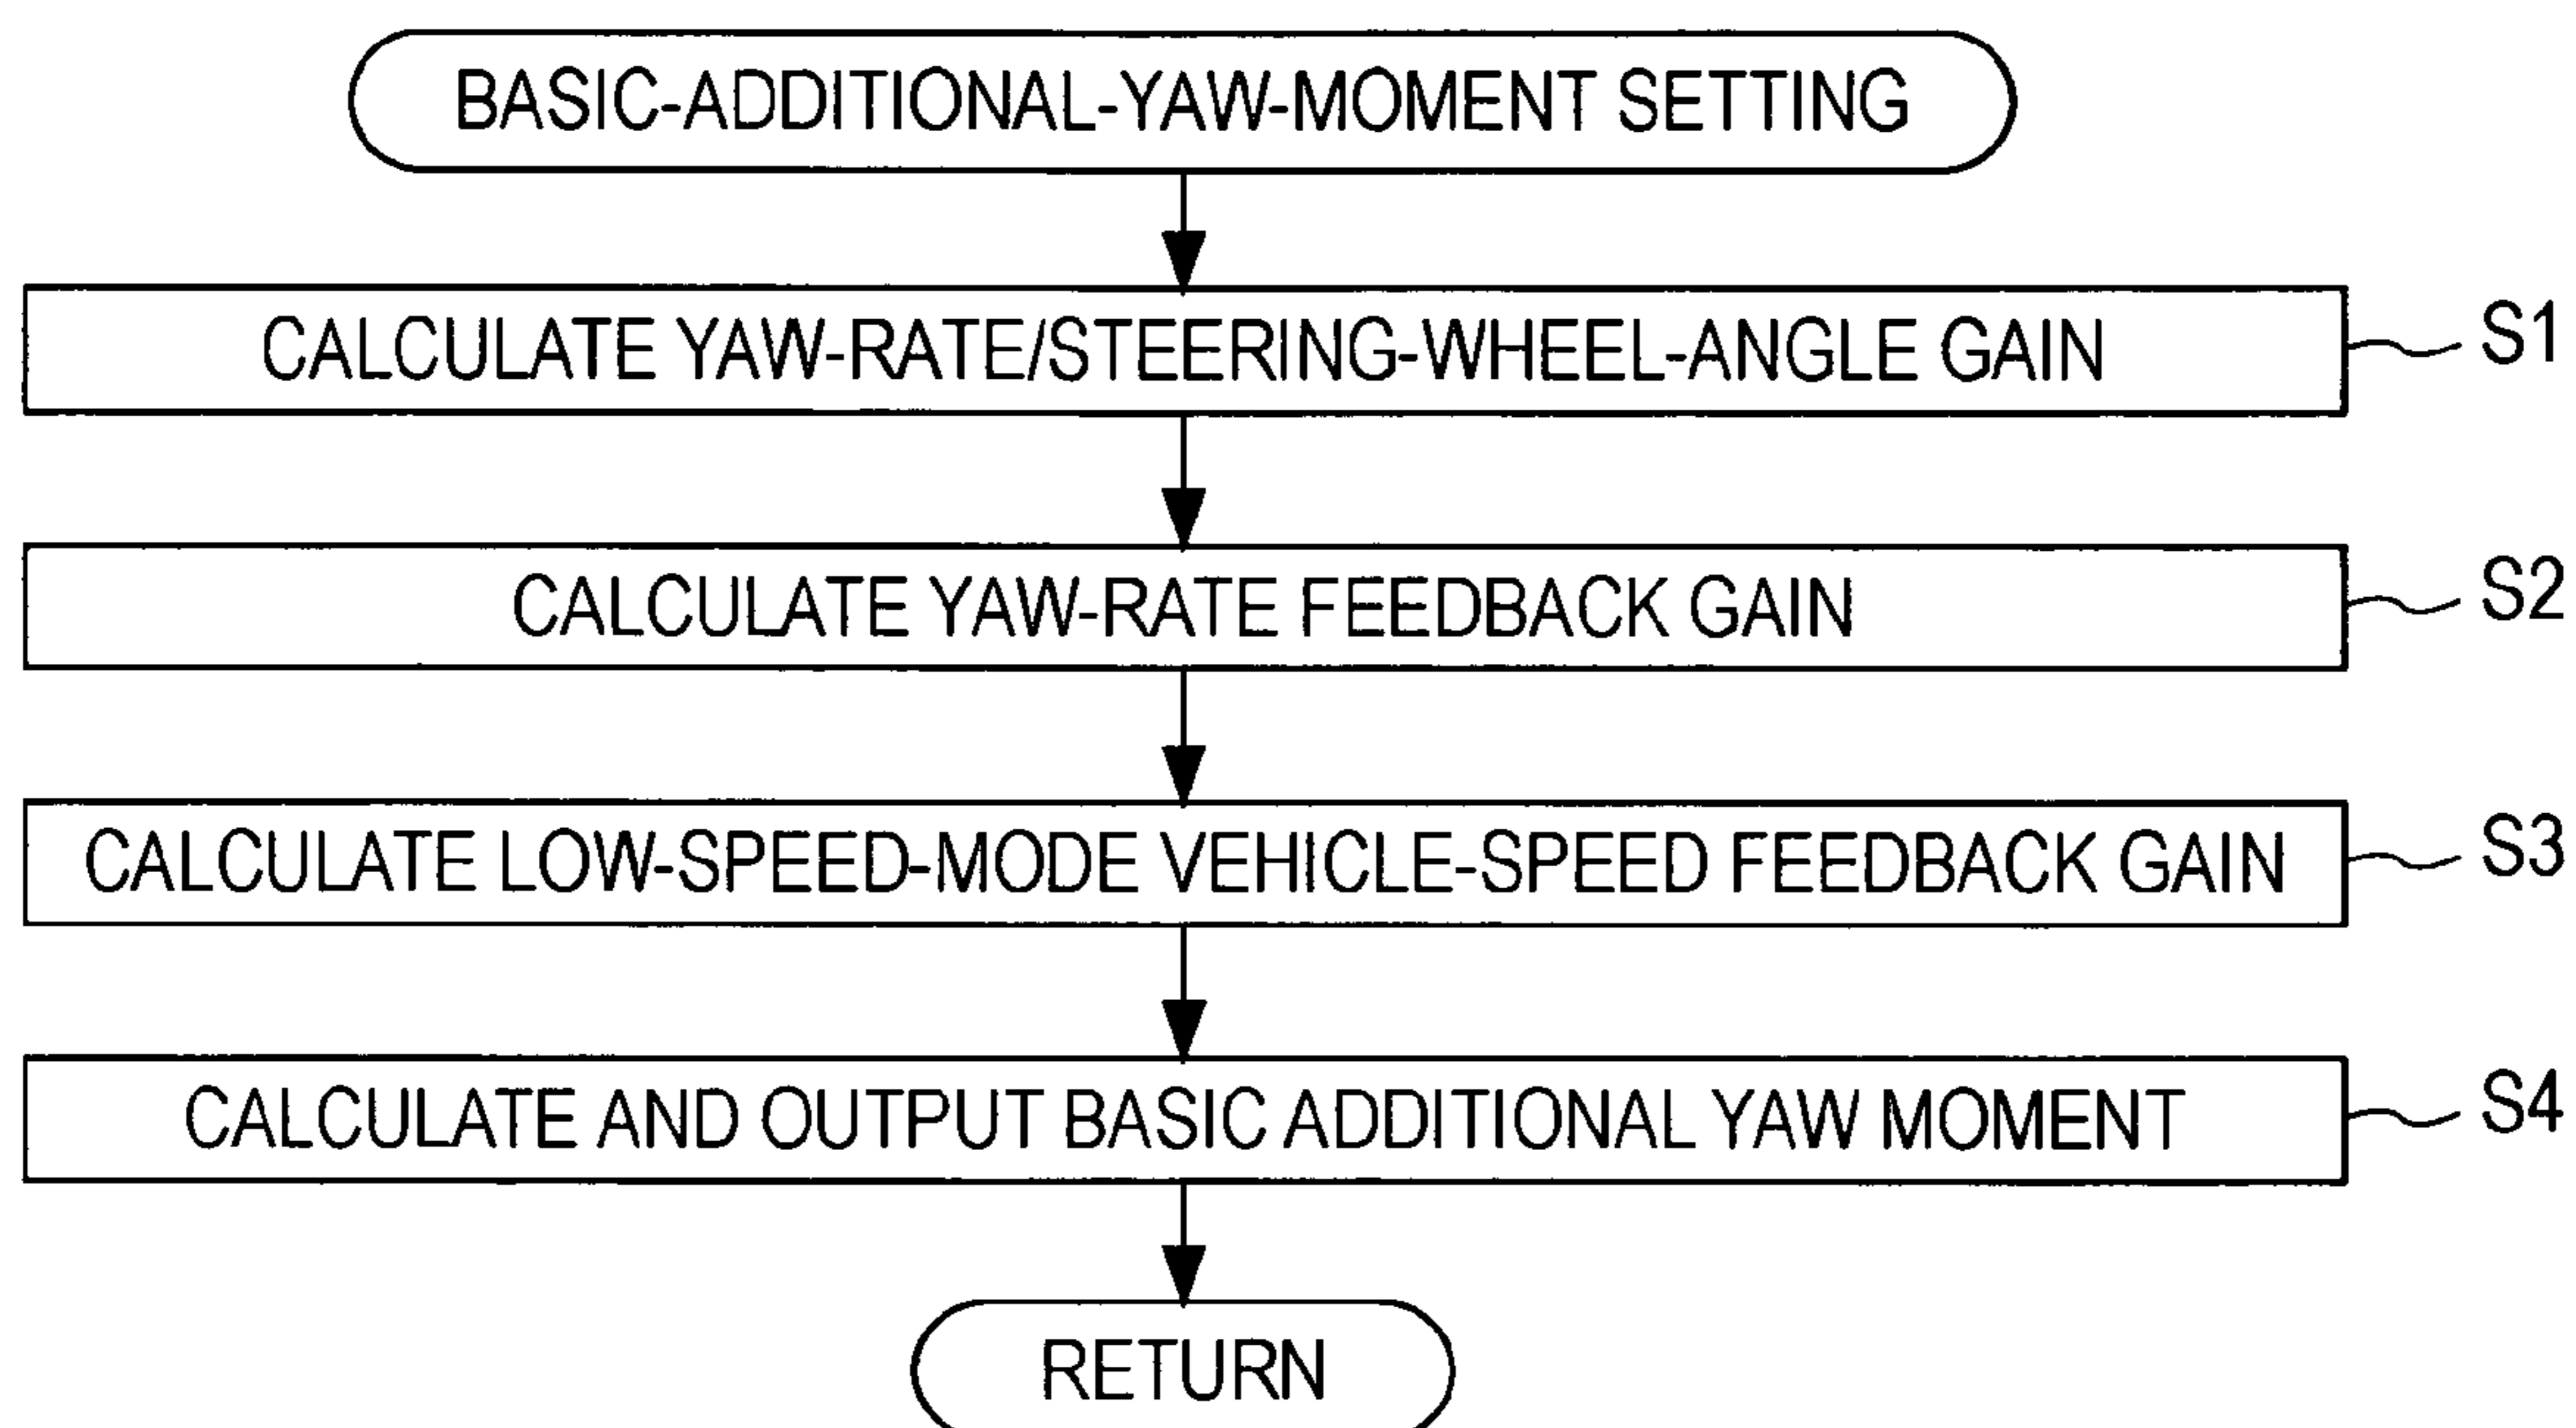 BASIC-ADDITIONAL-YAW-MOMENT SETTING
CALCULATE YAW-RATE/STEERING-WHEEL-ANGLE GAIN
S1
CALCULATE YAW-RATE FEEDBACK GAIN
S2
CALCULATE LOW-SPEED-MODE VEHICLE-SPEED FEEDBACK GAIN
S3
CALCULATE AND OUTPUT BASIC ADDITIONAL YAW MOMENT
S4
RETURN